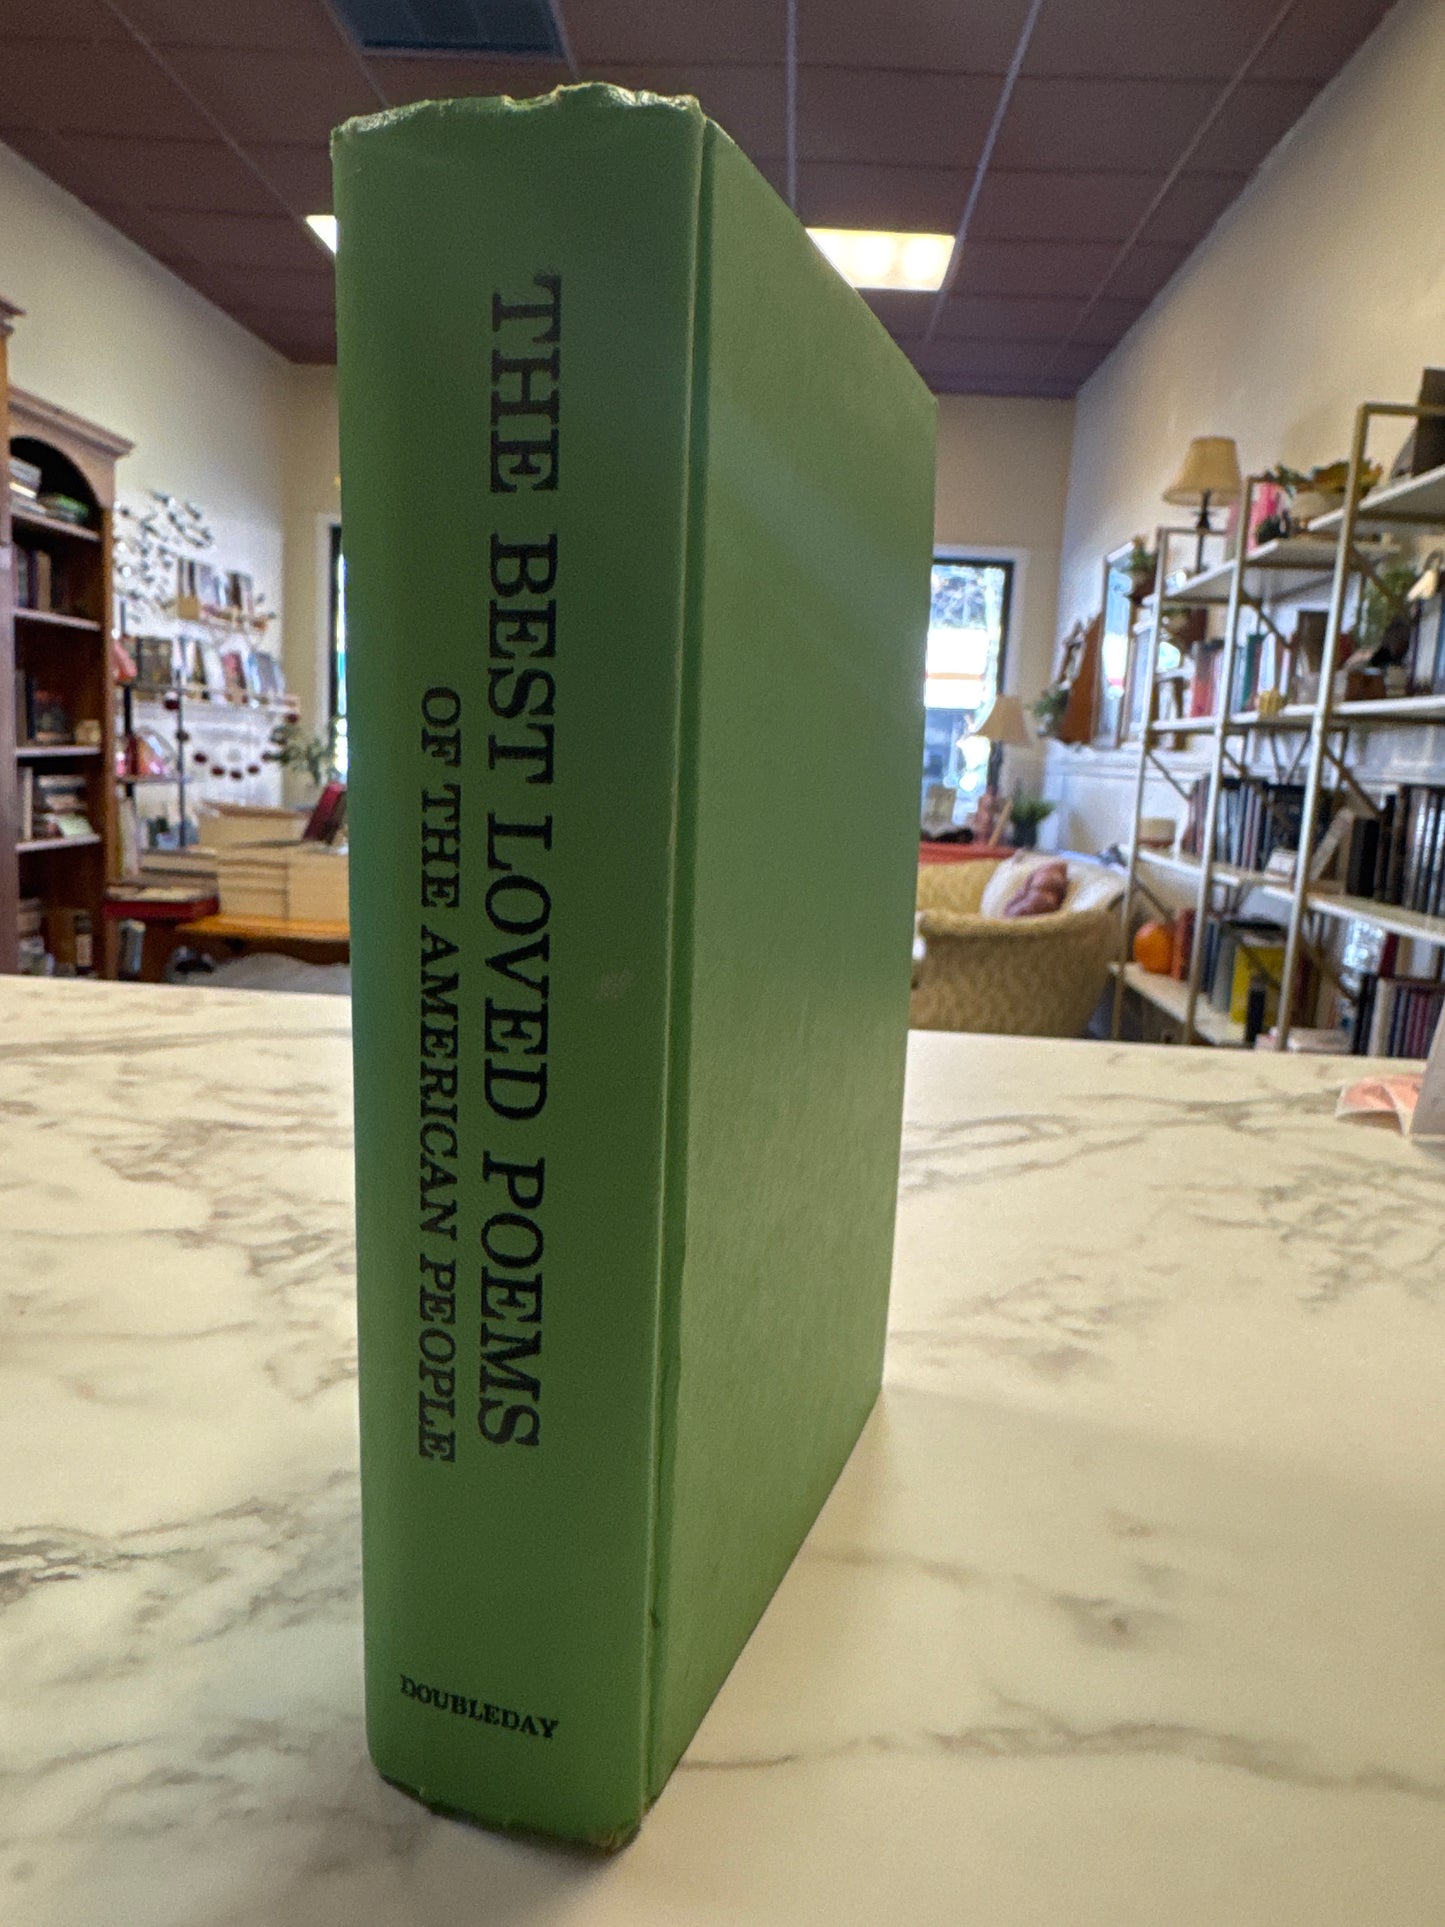 THE BEST LOVED POEMS
OF THE AMERICAN PEOPLE
DOUBLEDAY